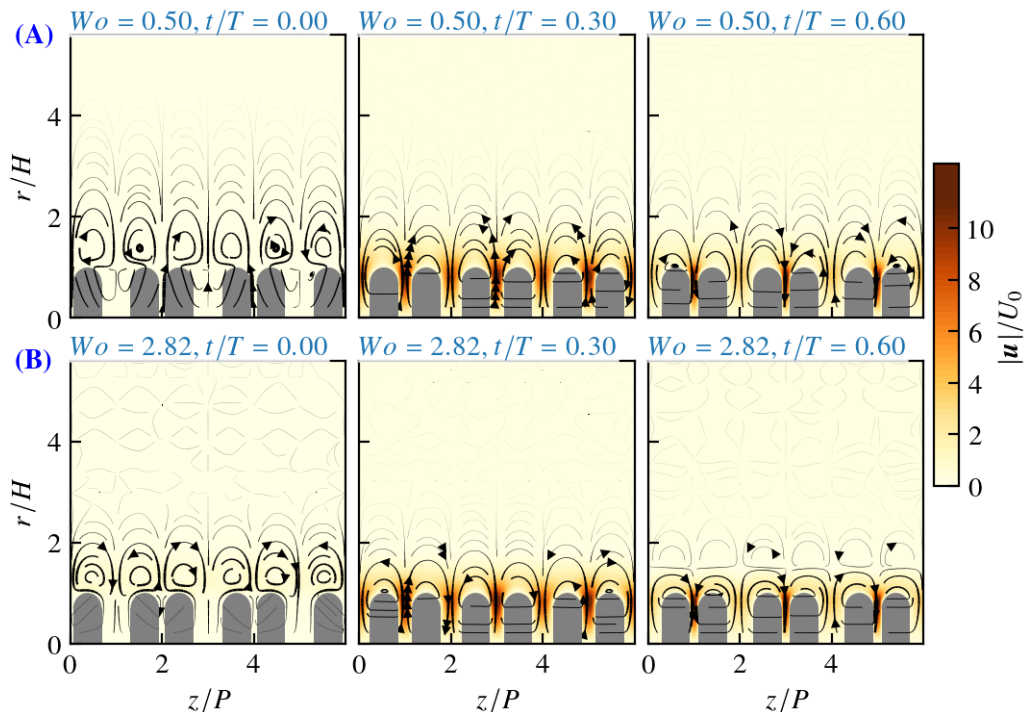 (A)
Wo = 0.50, t/T = 0.00
Wo = 0.50, t/T = 0.30
Wo = 0.50, t/T = 0.60
r/H
4
2
0
(B)
Wo = 2.82, t/T = 0.00
Wo = 2.82, t/T = 0.30
Wo = 2.82, t/T = 0.60
r/H
4
2
0
0 2 4
2 4
2 4 6
z/P
z/P
z/P
10
8
6
4
2
0
|u|/U₀